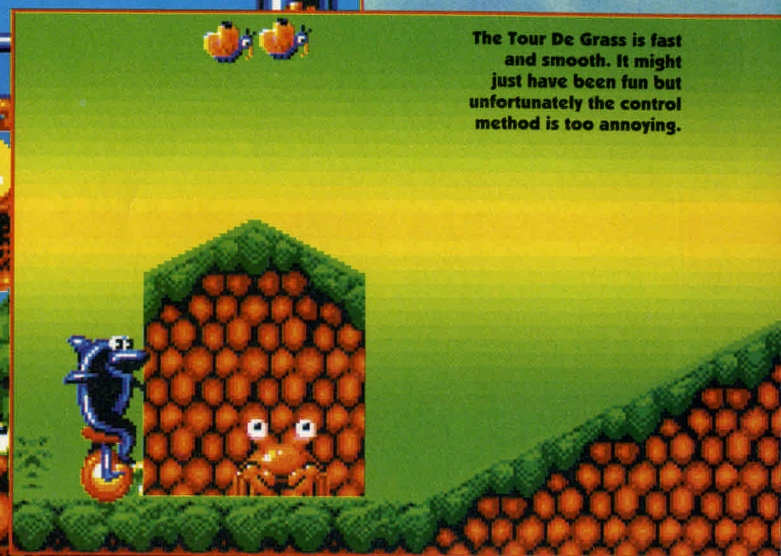 The Tour De Grass is fast
and smooth. It might
just have been fun but
unfortunately the control
method is too annoying.